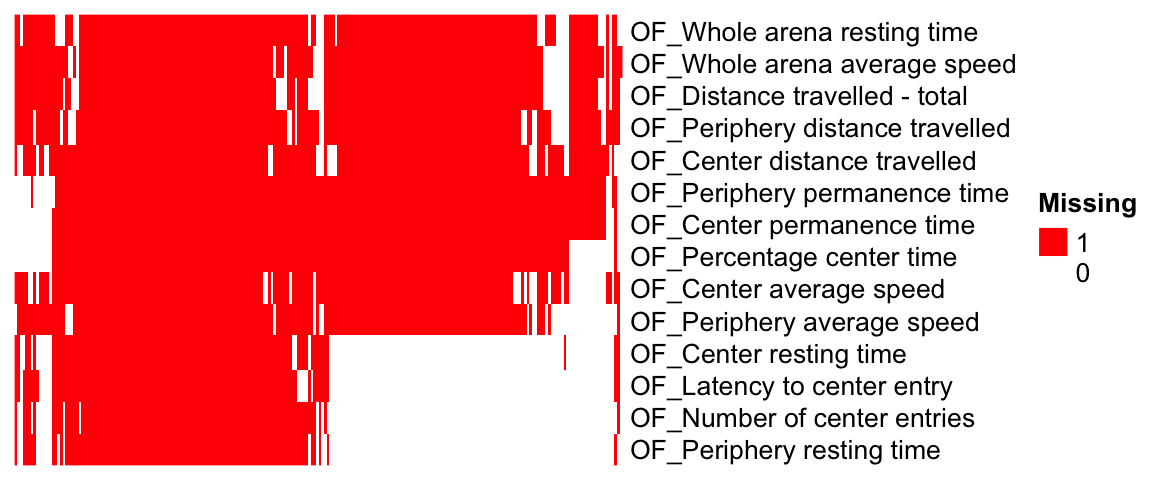 OF_Whole arena resting time
OF_Whole arena average speed
OF_Distance travelled - total
OF_Periphery distance travelled
OF_Center distance travelled
OF_Periphery permanence time
OF_Center permanence time
OF_Percentage center time
OF_Center average speed
OF_Periphery average speed
OF_Center resting time
OF_Latency to center entry
OF_Number of center entries
OF_Periphery resting time
Missing
1
0